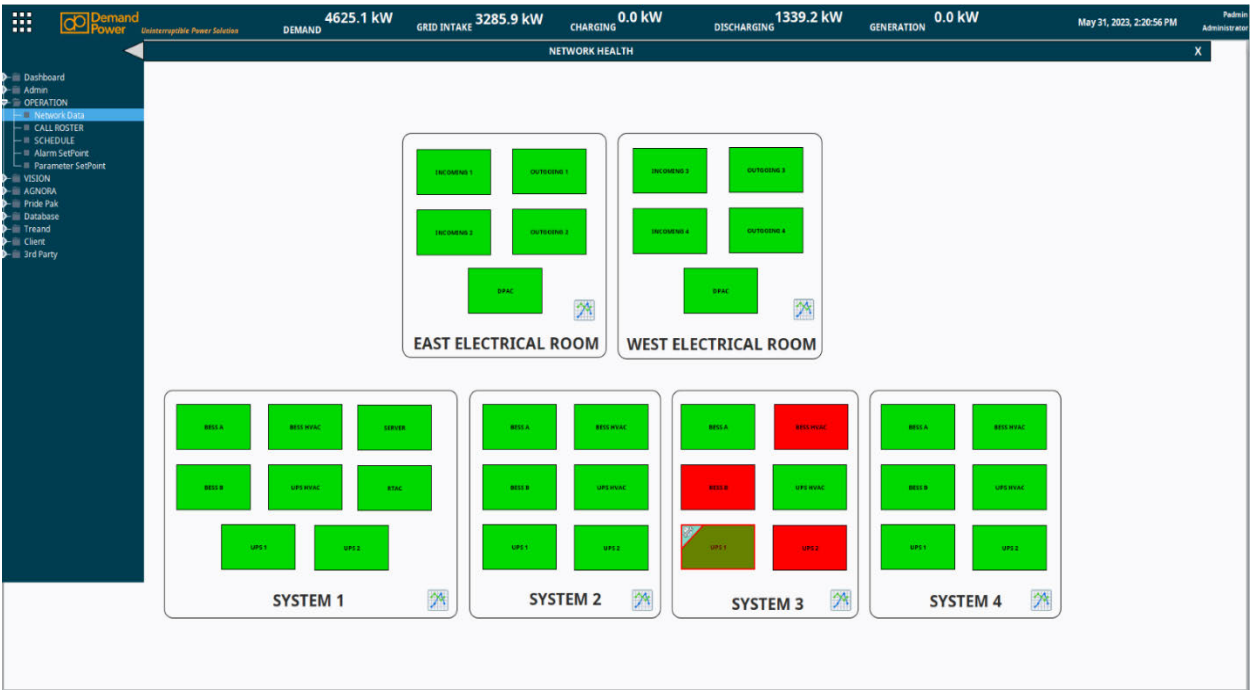 Demand
Power
Uninterruptible Power Solution
DEMAND 4625.1 kW
GRID INTAKE 3285.9 kW
CHARGING 0.0 kW
DISCHARGING 1339.2 kW
GENERATION 0.0 kW
May 31, 2023, 2:20:56 PM
Padmin
Administrator
NETWORK HEALTH
X
Dashboard
Admin
OPERATION
Network Data
CALL ROSTER
SCHEDULE
Alarm SetPoint
Parameter SetPoint
VISION
AGNORA
Pride Pak
Database
Treand
Client
3rd Party
INCOMING 1
OUTGOING 1
INCOMING 2
OUTGOING 2
DPAC
EAST ELECTRICAL ROOM
INCOMING 3
OUTGOING 3
INCOMING 4
OUTGOING 4
DPAC
WEST ELECTRICAL ROOM
BESS A
BESS HVAC
SERVER
BESS B
UPS HVAC
RTAC
UPS 1
UPS 2
SYSTEM 1
BESS A
BESS HVAC
BESS B
UPS HVAC
UPS 1
UPS 2
SYSTEM 2
BESS A
BESS HVAC
BESS B
UPS HVAC
UPS 1
UPS 2
SYSTEM 3
BESS A
BESS HVAC
BESS B
UPS HVAC
UPS 1
UPS 2
SYSTEM 4